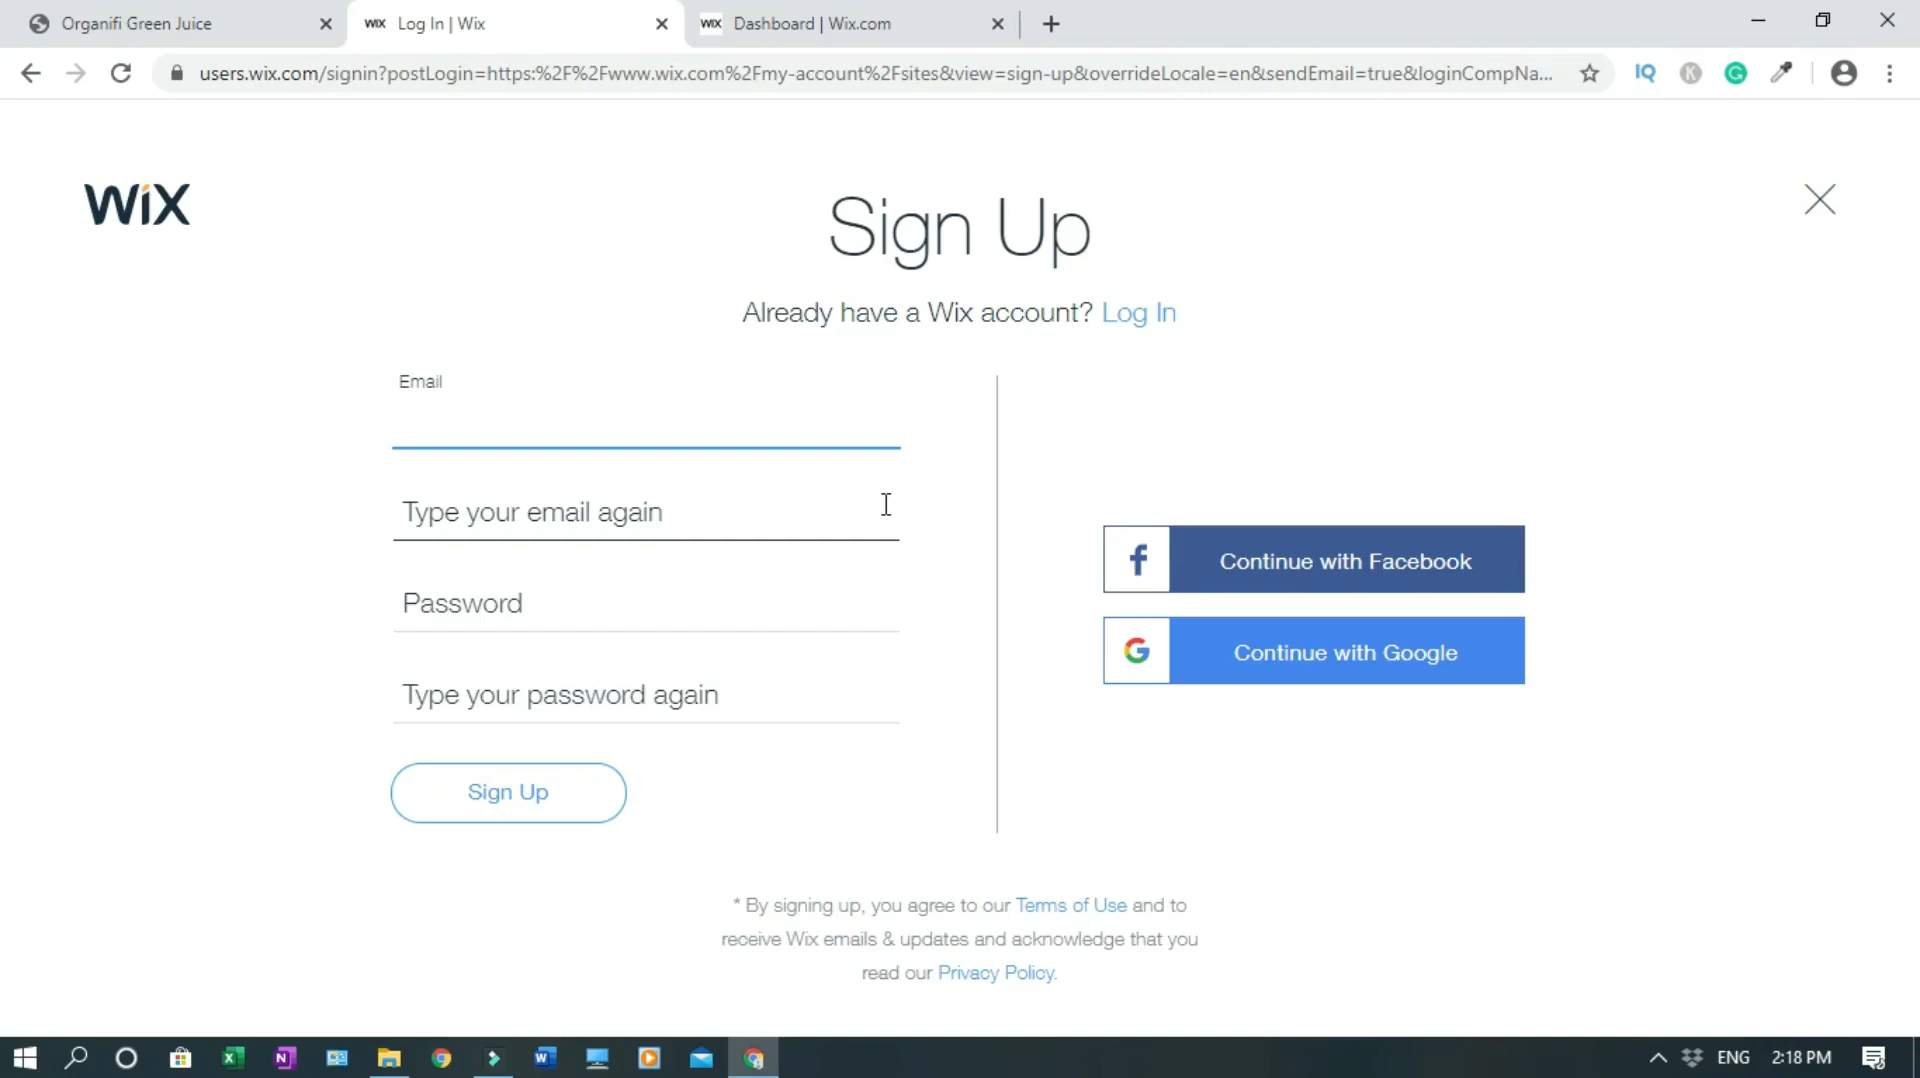 Organifi Green Juice
WiX Log In | Wix
WiX Dashboard | Wix.com
users.wix.com/signin?postLogin=https:%2F%2Fwww.wix.com%2Fmy-account%2Fsites&view=sign-up&overrideLocale=en&sendEmail=true&loginCompNa...
IQ
K
G
WiX
Sign Up
Already have a Wix account? Log In
Email
Type your email again
Password
Type your password again
Sign Up
f Continue with Facebook
G Continue with Google
* By signing up, you agree to our Terms of Use and to
receive Wix emails & updates and acknowledge that you
read our Privacy Policy.
ENG 2:18 PM